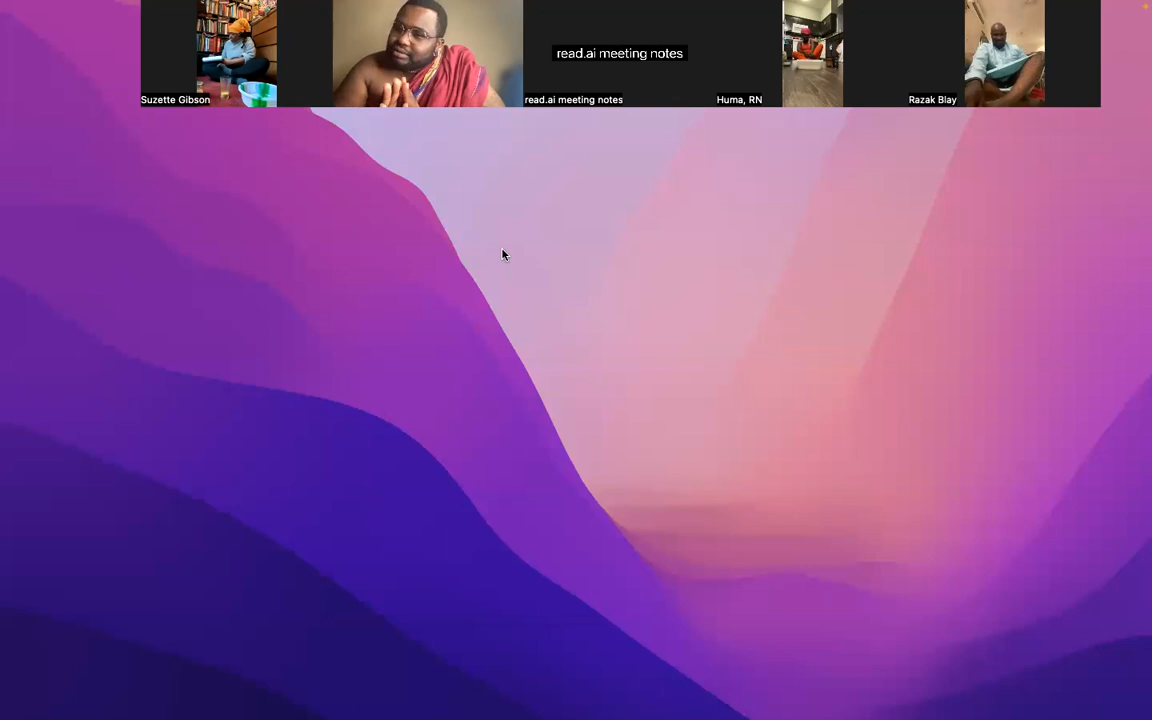 read.ai meeting notes
Suzette Gibson
read.ai meeting notes
Huma, RN
Razak Blay